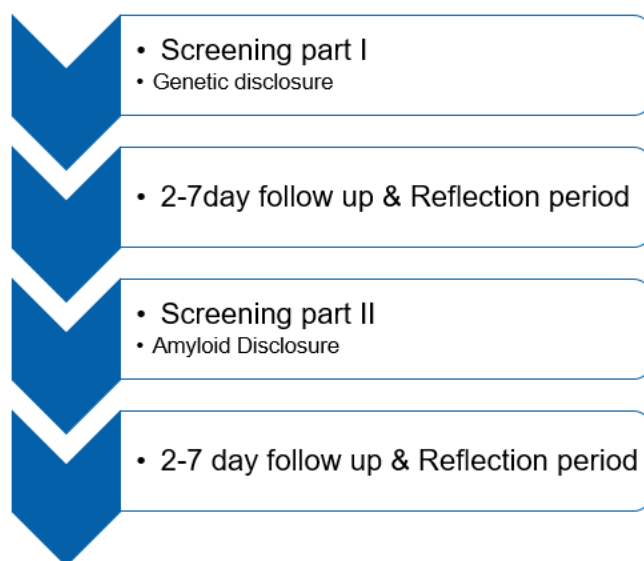 • Screening part I
• Genetic disclosure
• 2-7day follow up & Reflection period
• Screening part II
• Amyloid Disclosure
• 2-7 day follow up & Reflection period